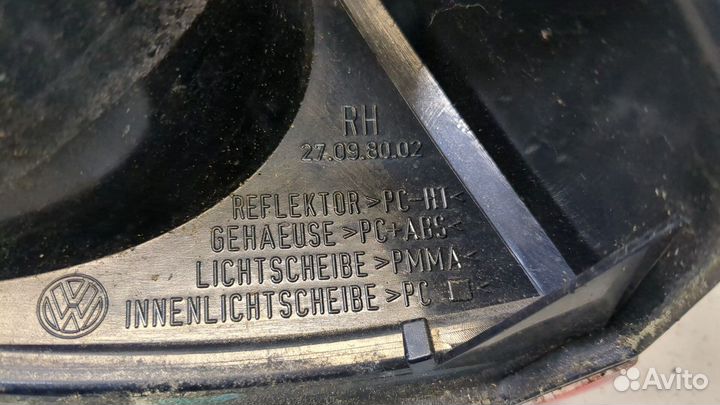 RH
27.09.80.02
REFLEKTOR >PC-HT<
GEHAEUSE >PC+ABS<
LICHTSCHEIBE >PMMA<
INNENLICHTSCHEIBE >PC<
VW
Avito